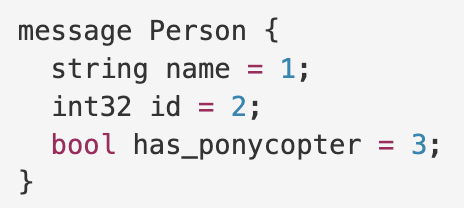 message Person {
  string name = 1;
  int32 id = 2;
  bool has_ponycopter = 3;
}